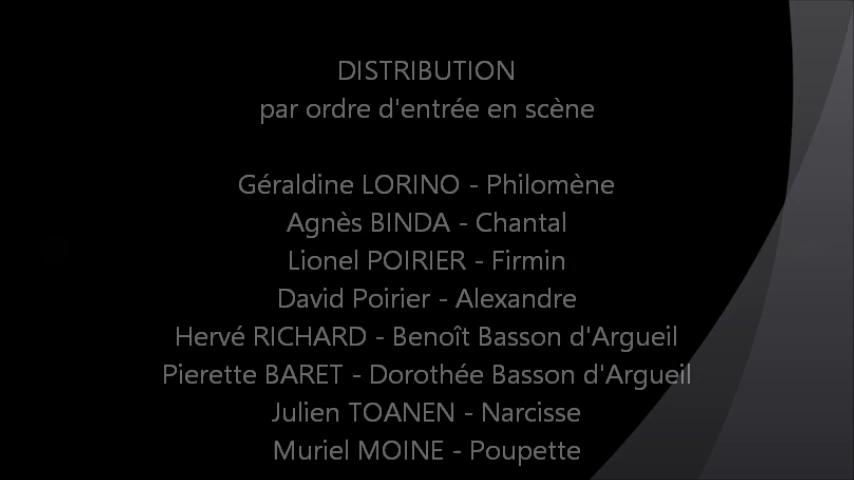 DISTRIBUTION
par ordre d'entrée en scène
Géraldine LORINO - Philomène
Agnès BINDA - Chantal
Lionel POIRIER - Firmin
David Poirier - Alexandre
Hervé RICHARD - Benoît Basson d'Argueil
Pierette BARET - Dorothée Basson d'Argueil
Julien TOANEN - Narcisse
Muriel MOINE - Poupette